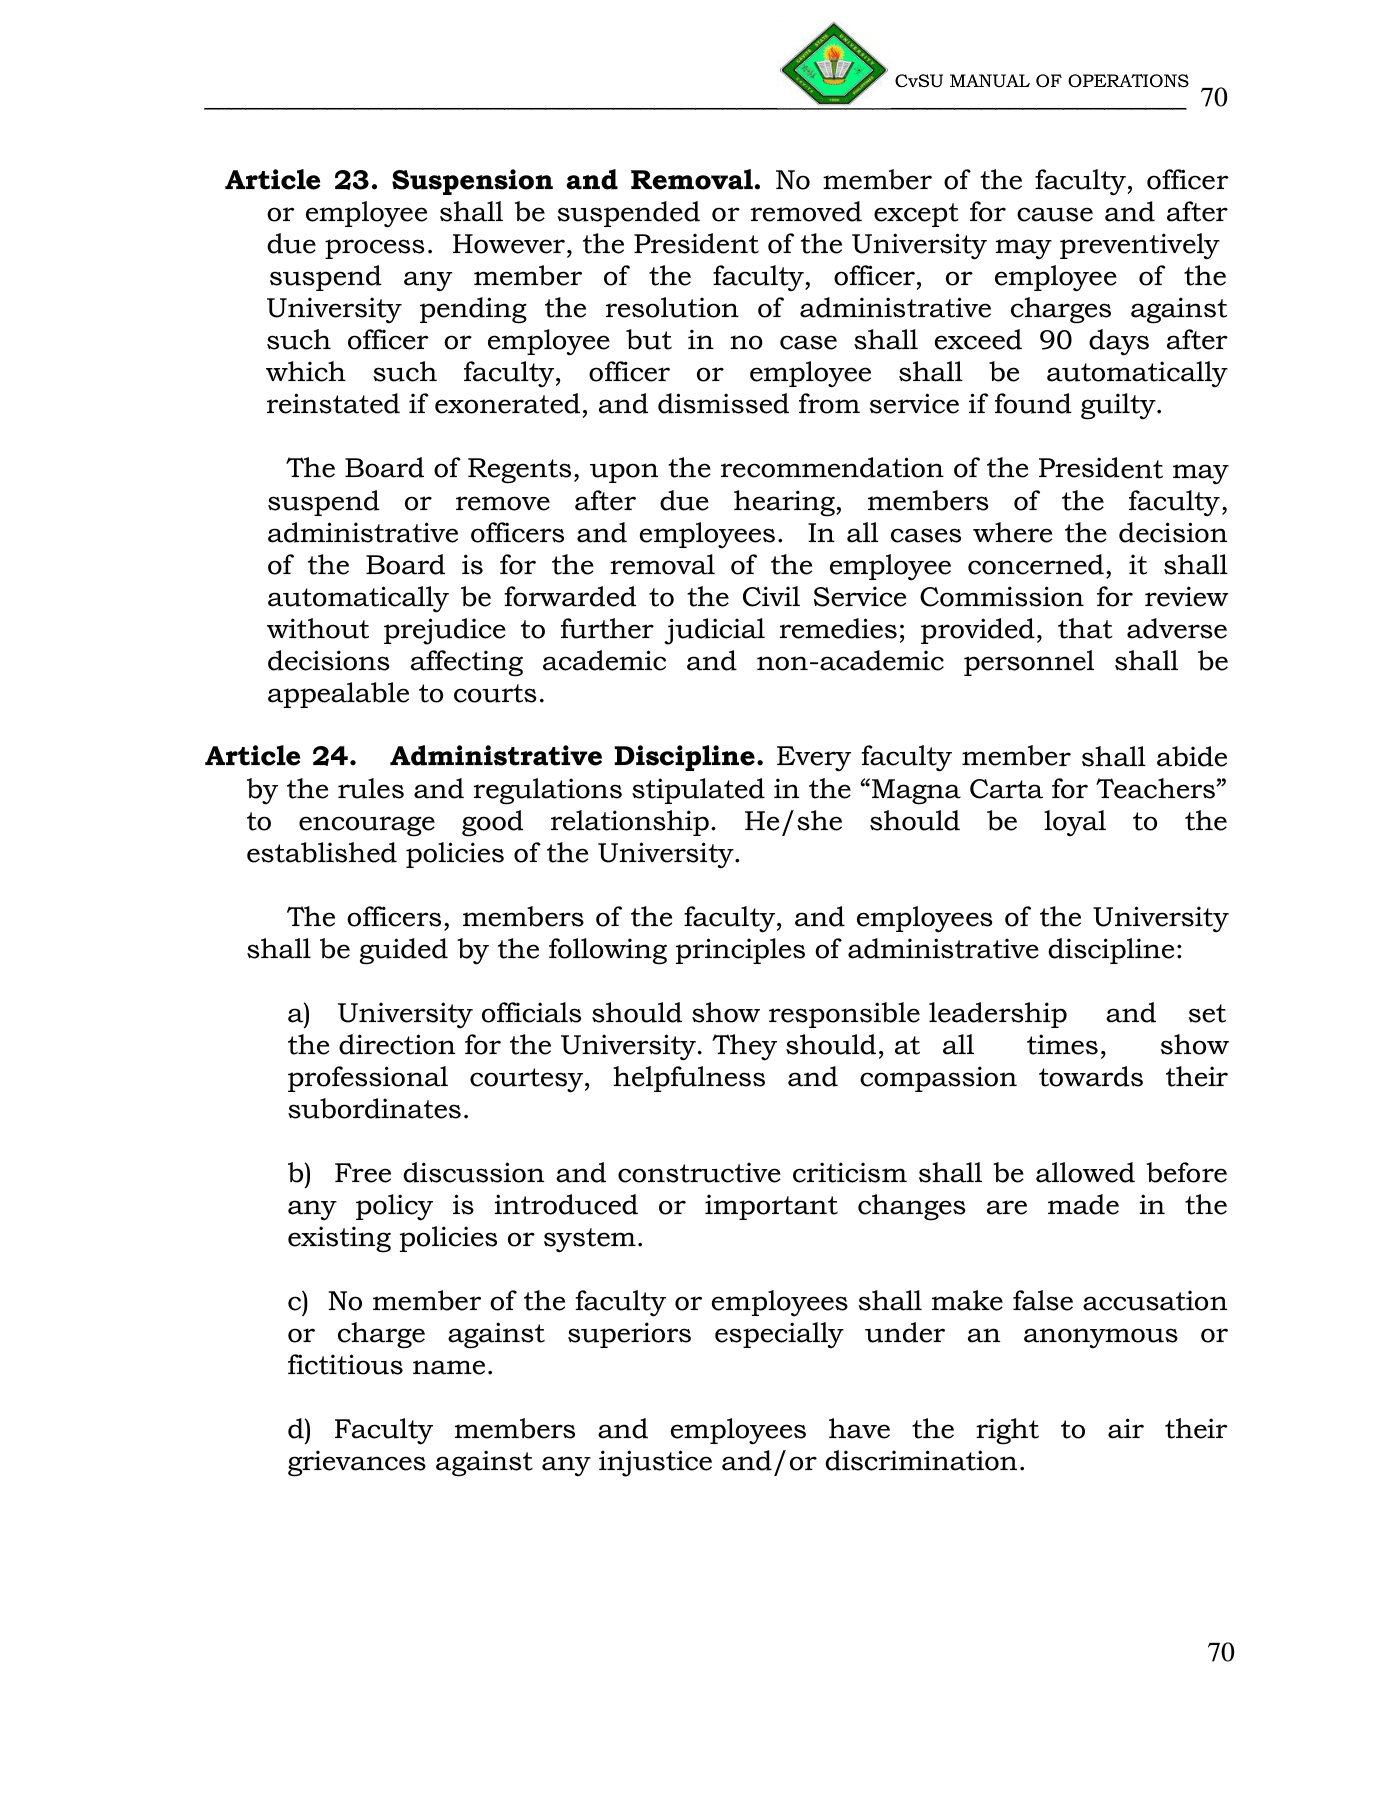 CvSU MANUAL OF OPERATIONS 70
Article 23. Suspension and Removal. No member of the faculty, officer
or employee shall be suspended or removed except for cause and after
due process. However, the President of the University may preventively
suspend any member of the faculty, officer, or employee of the
University pending the resolution of administrative charges against
such officer or employee but in no case shall exceed 90 days after
which such faculty, officer or employee shall be automatically
reinstated if exonerated, and dismissed from service if found guilty.
The Board of Regents, upon the recommendation of the President may
suspend or remove after due hearing, members of the faculty,
administrative officers and employees. In all cases where the decision
of the Board is for the removal of the employee concerned, it shall
automatically be forwarded to the Civil Service Commission for review
without prejudice to further judicial remedies; provided, that adverse
decisions affecting academic and non-academic personnel shall be
appealable to courts.
Article 24. Administrative Discipline. Every faculty member shall abide
by the rules and regulations stipulated in the “Magna Carta for Teachers”
to encourage good relationship. He/she should be loyal to the
established policies of the University.
The officers, members of the faculty, and employees of the University
shall be guided by the following principles of administrative discipline:
a) University officials should show responsible leadership and set
the direction for the University. They should, at all times, show
professional courtesy, helpfulness and compassion towards their
subordinates.
b) Free discussion and constructive criticism shall be allowed before
any policy is introduced or important changes are made in the
existing policies or system.
c) No member of the faculty or employees shall make false accusation
or charge against superiors especially under an anonymous or
fictitious name.
d) Faculty members and employees have the right to air their
grievances against any injustice and/or discrimination.
70